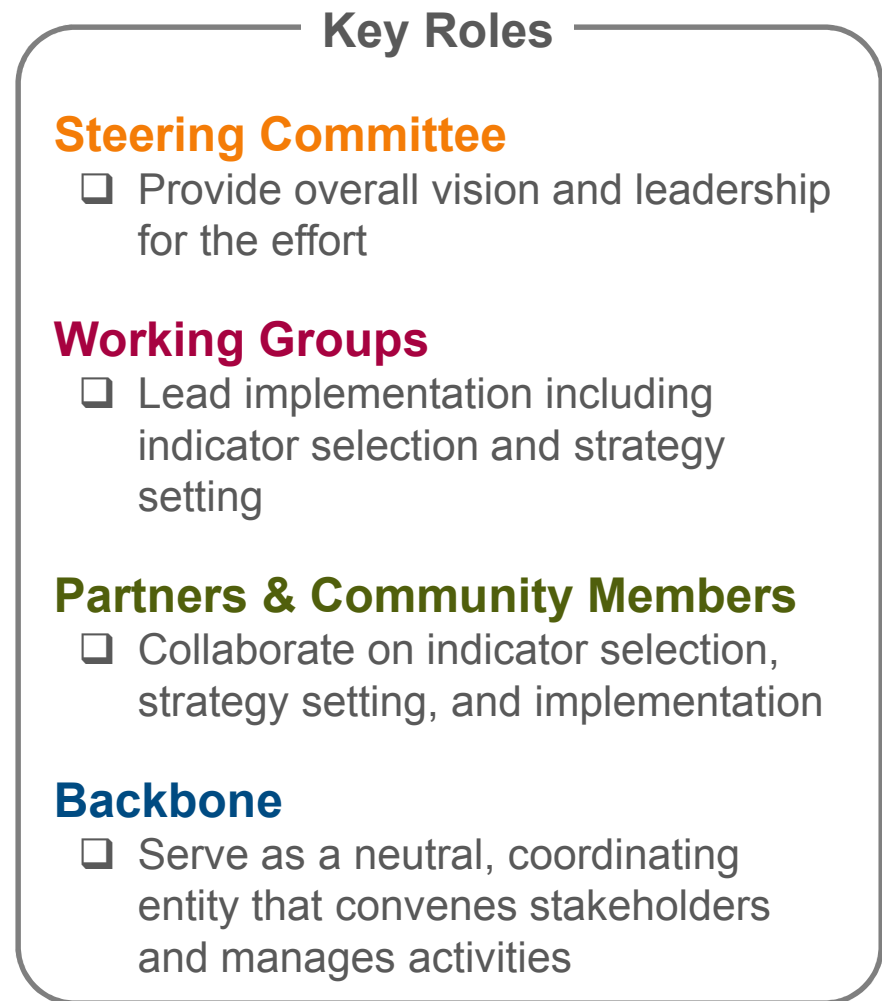 Key Roles
Steering Committee
❑ Provide overall vision and leadership
for the effort
Working Groups
❑ Lead implementation including
indicator selection and strategy
setting
Partners & Community Members
❑ Collaborate on indicator selection,
strategy setting, and implementation
Backbone
❑ Serve as a neutral, coordinating
entity that convenes stakeholders
and manages activities